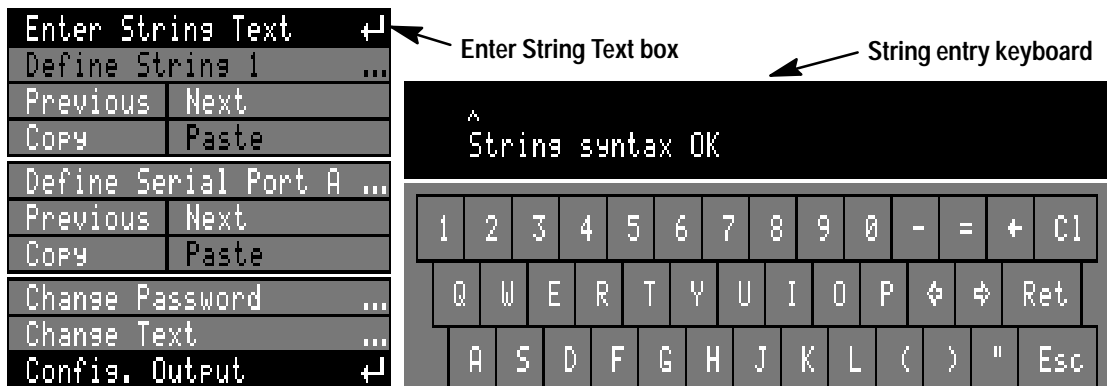 Enter String Text ↵
Enter String Text box
String entry keyboard
Define String 1 ...
Previous Next
Copy Paste
Define Serial Port A ...
Previous Next
Copy Paste
Change Password ...
Change Text ...
Config. Output ↵
^
String syntax OK
1 2 3 4 5 6 7 8 9 0 - = ← Cl
Q W E R T Y U I O P ⇦ ⇨ Ret
A S D F G H J K L ( ) " Esc